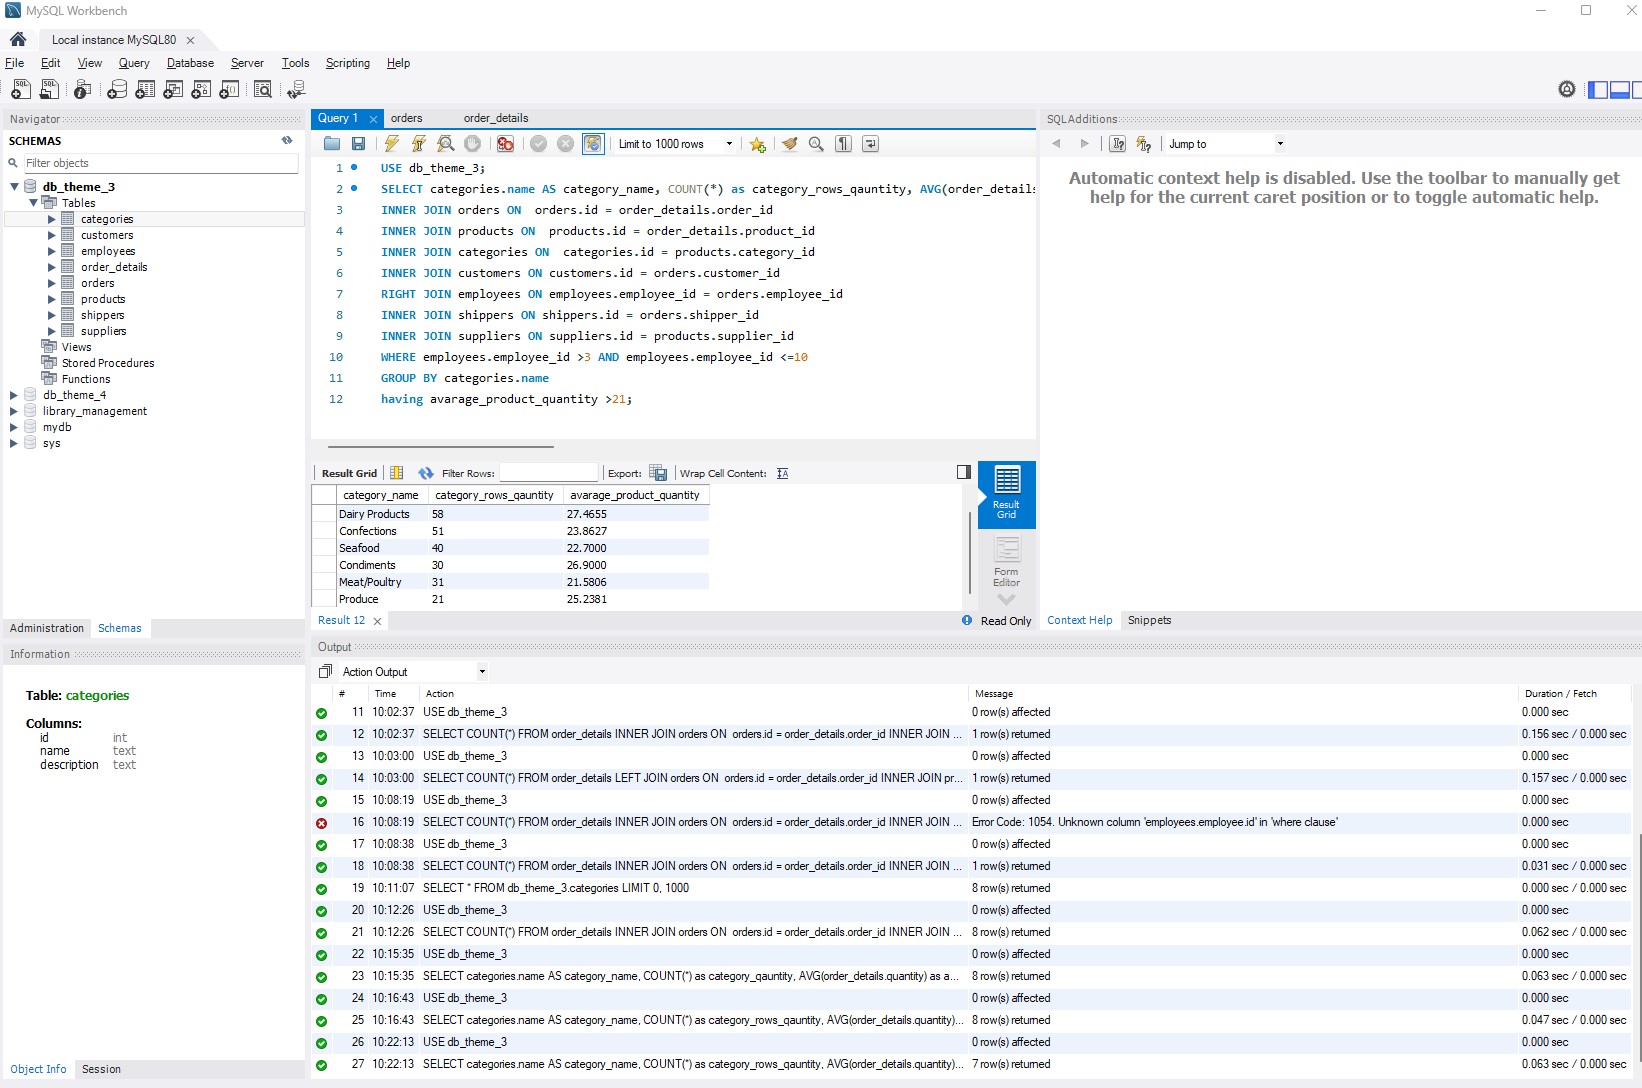 MySQL Workbench
Local instance MySQL80
File Edit View Query Database Server Tools Scripting Help
Navigator
SCHEMAS
Filter objects
db_theme_3
Tables
categories
customers
employees
order_details
orders
products
shippers
suppliers
Views
Stored Procedures
Functions
db_theme_4
library_management
mydb
sys
Administration Schemas
Information
Table: categories
Columns:
id int
name text
description text
Object Info Session
Query 1 orders order_details
Limit to 1000 rows
1 USE db_theme_3;
2 SELECT categories.name AS category_name, COUNT(*) as category_rows_qauntity, AVG(order_details
3 INNER JOIN orders ON  orders.id = order_details.order_id
4 INNER JOIN products ON  products.id = order_details.product_id
5 INNER JOIN categories ON  categories.id = products.category_id
6 INNER JOIN customers ON customers.id = orders.customer_id
7 RIGHT JOIN employees ON employees.employee_id = orders.employee_id
8 INNER JOIN shippers ON shippers.id = orders.shipper_id
9 INNER JOIN suppliers ON suppliers.id = products.supplier_id
10 WHERE employees.employee_id >3 AND employees.employee_id <=10
11 GROUP BY categories.name
12 having avarage_product_quantity >21;
Result Grid Filter Rows: Export: Wrap Cell Content:
category_name category_rows_qauntity avarage_product_quantity
Dairy Products 58 27.4655
Confections 51 23.8627
Seafood 40 22.7000
Condiments 30 26.9000
Meat/Poultry 31 21.5806
Produce 21 25.2381
Result
Grid
Form
Editor
Result 12
Read Only
SQLAdditions
Jump to
Automatic context help is disabled. Use the toolbar to manually get
help for the current caret position or to toggle automatic help.
Context Help Snippets
Output
Action Output
# Time Action Message Duration / Fetch
11 10:02:37 USE db_theme_3 0 row(s) affected 0.000 sec
12 10:02:37 SELECT COUNT(*) FROM order_details INNER JOIN orders ON  orders.id = order_details.order_id INNER JOIN ... 1 row(s) returned 0.156 sec / 0.000 sec
13 10:03:00 USE db_theme_3 0 row(s) affected 0.000 sec
14 10:03:00 SELECT COUNT(*) FROM order_details LEFT JOIN orders ON  orders.id = order_details.order_id INNER JOIN pr... 1 row(s) returned 0.157 sec / 0.000 sec
15 10:08:19 USE db_theme_3 0 row(s) affected 0.000 sec
16 10:08:19 SELECT COUNT(*) FROM order_details INNER JOIN orders ON  orders.id = order_details.order_id INNER JOIN ... Error Code: 1054. Unknown column 'employees.employee.id' in 'where clause' 0.000 sec
17 10:08:38 USE db_theme_3 0 row(s) affected 0.000 sec
18 10:08:38 SELECT COUNT(*) FROM order_details INNER JOIN orders ON  orders.id = order_details.order_id INNER JOIN ... 1 row(s) returned 0.031 sec / 0.000 sec
19 10:11:07 SELECT * FROM db_theme_3.categories LIMIT 0, 1000 8 row(s) returned 0.000 sec / 0.000 sec
20 10:12:26 USE db_theme_3 0 row(s) affected 0.000 sec
21 10:12:26 SELECT COUNT(*) FROM order_details INNER JOIN orders ON  orders.id = order_details.order_id INNER JOIN ... 8 row(s) returned 0.062 sec / 0.000 sec
22 10:15:35 USE db_theme_3 0 row(s) affected 0.000 sec
23 10:15:35 SELECT categories.name AS category_name, COUNT(*) as category_qauntity, AVG(order_details.quantity) as a... 8 row(s) returned 0.063 sec / 0.000 sec
24 10:16:43 USE db_theme_3 0 row(s) affected 0.000 sec
25 10:16:43 SELECT categories.name AS category_name, COUNT(*) as category_rows_qauntity, AVG(order_details.quantity)... 8 row(s) returned 0.047 sec / 0.000 sec
26 10:22:13 USE db_theme_3 0 row(s) affected 0.000 sec
27 10:22:13 SELECT categories.name AS category_name, COUNT(*) as category_rows_qauntity, AVG(order_details.quantity)... 7 row(s) returned 0.063 sec / 0.000 sec